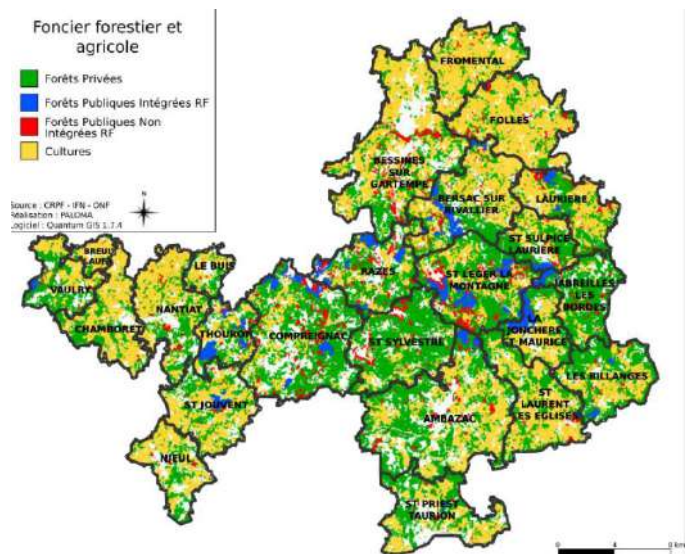 Foncier forestier et
agricole
Forêts Privées
Forêts Publiques Intégrées RF
Forêts Publiques Non
Intégrées RF
Cultures
Source : CRPF - IFN - ONF
Réalisation : PALOMA
Logiciel : Quantum GIS 1.7.4
N
FROMENTAL
FOLLES
BESSINES
SUR
GARTEMPE
BERSAC SUR
RIVALLIER
LAURIERE
ST SULPICE
LAURIERE
BREUIL
AUFA
LE BUIS
RAZES
ST LEGER LA
MONTAGNE
JABREILLES
LES
BORDES
VAULRY
NANTIAT
CHAMBORET
THOURON
COMPREIGNAC
ST SYLVESTRE
LA
JONCHERE
ST MAURICE
LES BILLANGES
ST JOUVENT
AMBAZAC
ST
LAURENT
LES EGLISES
NIEUL
ST PRIEST
TAURION
0 4 8 km